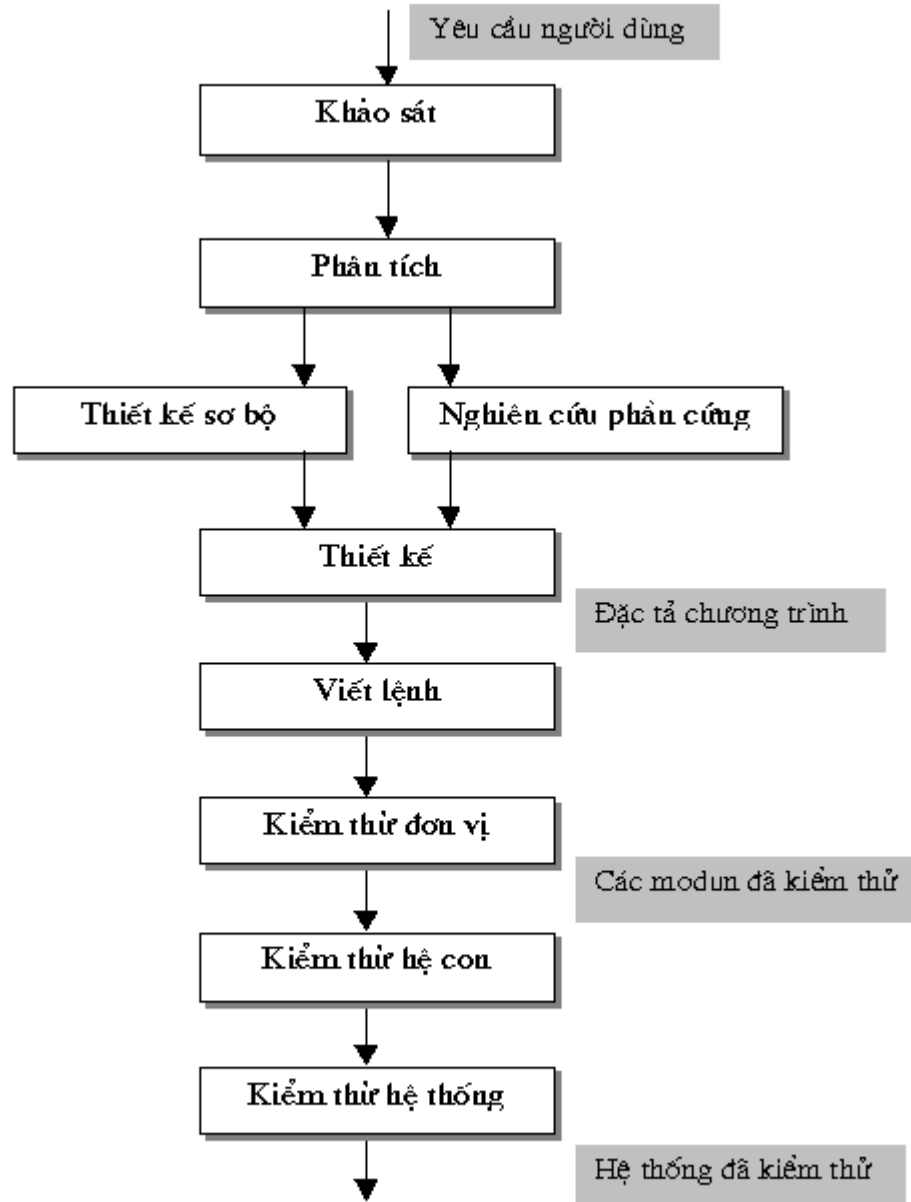 Yêu cầu người dùng
Khảo sát
Phân tích
Thiết kế sơ bộ
Nghiên cứu phần cứng
Thiết kế
Đặc tả chương trình
Viết lệnh
Kiểm thử đơn vị
Các modun đã kiểm thử
Kiểm thử hệ con
Kiểm thử hệ thống
Hệ thống đã kiểm thử